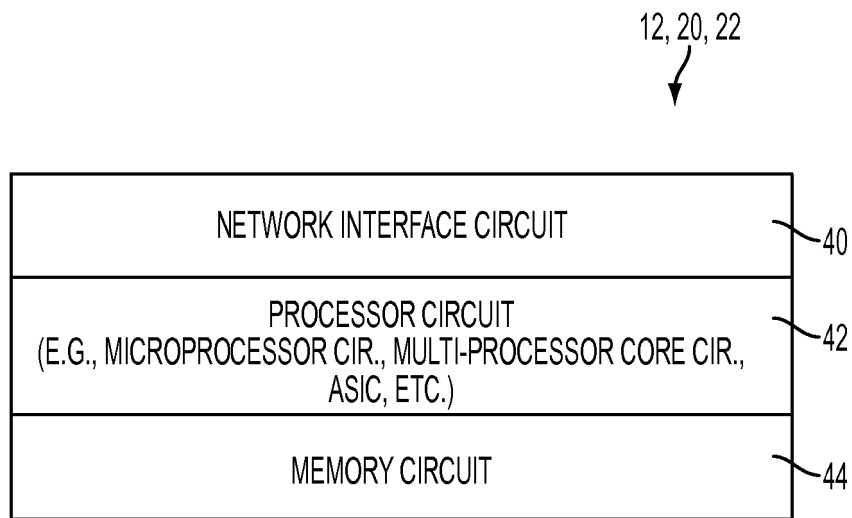 12, 20, 22
NETWORK INTERFACE CIRCUIT
40
PROCESSOR CIRCUIT
(E.G., MICROPROCESSOR CIR., MULTI-PROCESSOR CORE CIR.,
ASIC, ETC.)
42
MEMORY CIRCUIT
44